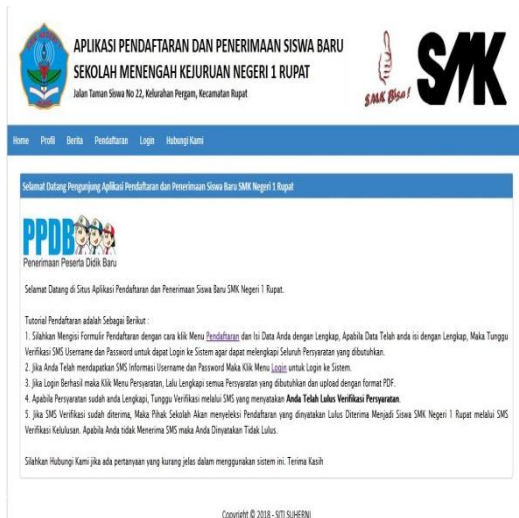 APLIKASI PENDAFTARAN DAN PENERIMAAN SISWA BARU
SEKOLAH MENENGAH KEJURUAN NEGERI 1 RUPAT
Jalan Taman Siswa No 22, Kelurahan Pergam, Kecamatan Rupat
SMK Bisa!
SMK
Home Profil Berita Pendaftaran Login Hubungi Kami
Selamat Datang Pengunjung Aplikasi Pendaftaran dan Penerimaan Siswa Baru SMK Negeri 1 Rupat
PPDB
Penerimaan Peserta Didik Baru
Selamat Datang di Situs Aplikasi Pendaftaran dan Penerimaan Siswa Baru SMK Negeri 1 Rupat.
Tutorial Pendaftaran adalah Sebagai Berikut :
1. Silahkan Mengisi Formulir Pendaftaran dengan cara klik Menu Pendaftaran dan Isi Data Anda dengan Lengkap, Apabila Data Telah anda isi dengan Lengkap, Maka Tunggu
Verifikasi SMS Username dan Password untuk dapat Login ke Sistem agar dapat melengkapi Seluruh Persyaratan yang dibutuhkan.
2. Jika Anda Telah mendapatkan SMS Informasi Username dan Password Maka Klik Menu Login untuk Login ke Sistem.
3. Jika Login Berhasil maka Klik Menu Persyaratan, Lalu Lengkapi semua Persyaratan yang dibutuhkan dan upload dengan format PDF.
4. Apabila Persyaratan sudah anda Lengkapi, Tunggu Verifikasi melalui SMS yang menyatakan Anda Telah Lulus Verifikasi Persyaratan.
5. Jika SMS Verifikasi sudah diterima, Maka Pihak Sekolah Akan menyeleksi Pendaftaran yang dinyatakan Lulus Diterima Menjadi Siswa SMK Negeri 1 Rupat melalui SMS
Verifikasi Kelulusan. Apabila Anda tidak Menerima SMS maka Anda Dinyatakan Tidak Lulus.
Silahkan Hubungi Kami jika ada pertanyaan yang kurang jelas dalam menggunakan sistem ini. Terima Kasih
Copyright © 2018 - SITI SUHERNI